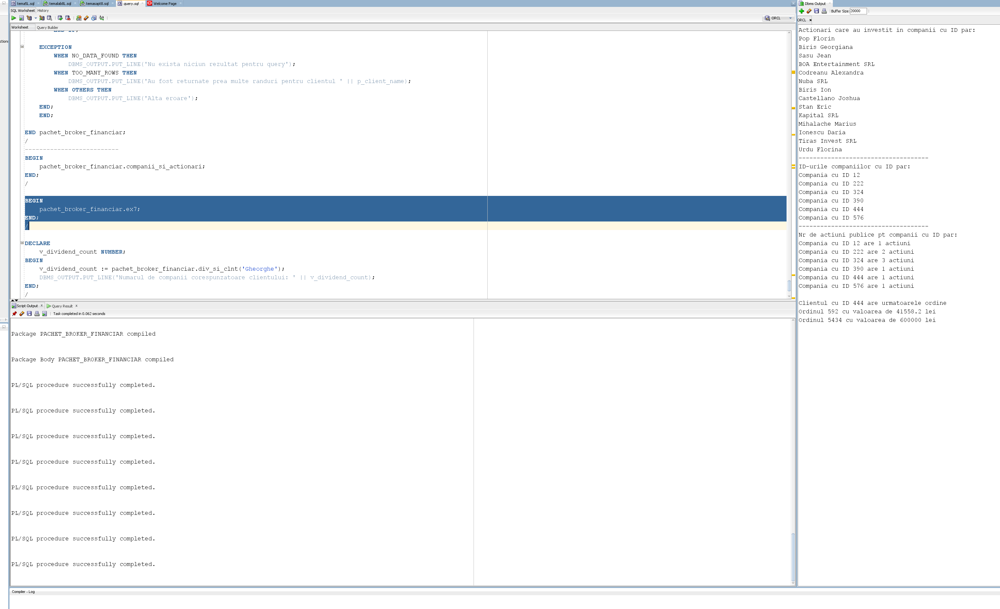 tema5L.sql temalab8L.sql temasapt8.sql query.sql Welcome Page
SQL Worksheet History
ORCL
Worksheet Query Builder
EXCEPTION
WHEN NO_DATA_FOUND THEN
DBMS_OUTPUT.PUT_LINE('Nu exista niciun rezultat pentru query');
WHEN TOO_MANY_ROWS THEN
DBMS_OUTPUT.PUT_LINE('Au fost returnate prea multe randuri pentru clientul ' || p_client_name);
WHEN OTHERS THEN
DBMS_OUTPUT.PUT_LINE('Alta eroare');
END;
END;
END pachet_broker_financiar;
/
--------------------------
BEGIN
pachet_broker_financiar.companii_si_actionari;
END;
/
BEGIN
pachet_broker_financiar.ex7;
END;
/
DECLARE
v_dividend_count NUMBER;
BEGIN
v_dividend_count := pachet_broker_financiar.div_si_clnt('Gheorghe');
DBMS_OUTPUT.PUT_LINE('Numarul de companii corespunzatoare clientului: ' || v_dividend_count);
END;
/
Script Output x Query Result x
Task completed in 0.062 seconds
Package PACHET_BROKER_FINANCIAR compiled
Package Body PACHET_BROKER_FINANCIAR compiled
PL/SQL procedure successfully completed.
PL/SQL procedure successfully completed.
PL/SQL procedure successfully completed.
PL/SQL procedure successfully completed.
PL/SQL procedure successfully completed.
PL/SQL procedure successfully completed.
PL/SQL procedure successfully completed.
PL/SQL procedure successfully completed.
Compiler - Log
Dbms Output
Buffer Size: 20000
ORCL x
Actionari care au investit in companii cu ID par:
Pop Florin
Biris Georgiana
Sasu Jean
BOA Entertainment SRL
Codreanu Alexandra
Nuba SRL
Biris Ion
Castellano Joshua
Stan Eric
Kapital SRL
Mihalache Marius
Ionescu Daria
Tiras Invest SRL
Urdu Florina
------------------------------------
ID-urile companiilor cu ID par:
Compania cu ID 12
Compania cu ID 222
Compania cu ID 324
Compania cu ID 390
Compania cu ID 444
Compania cu ID 576
------------------------------------
Nr de actiuni publice pt companii cu ID par:
Compania cu ID 12 are 1 actiuni
Compania cu ID 222 are 2 actiuni
Compania cu ID 324 are 3 actiuni
Compania cu ID 390 are 1 actiuni
Compania cu ID 444 are 1 actiuni
Compania cu ID 576 are 1 actiuni
Clientul cu ID 444 are urmatoarele ordine
Ordinul 592 cu valoarea de 41558.2 lei
Ordinul 5434 cu valoarea de 600000 lei